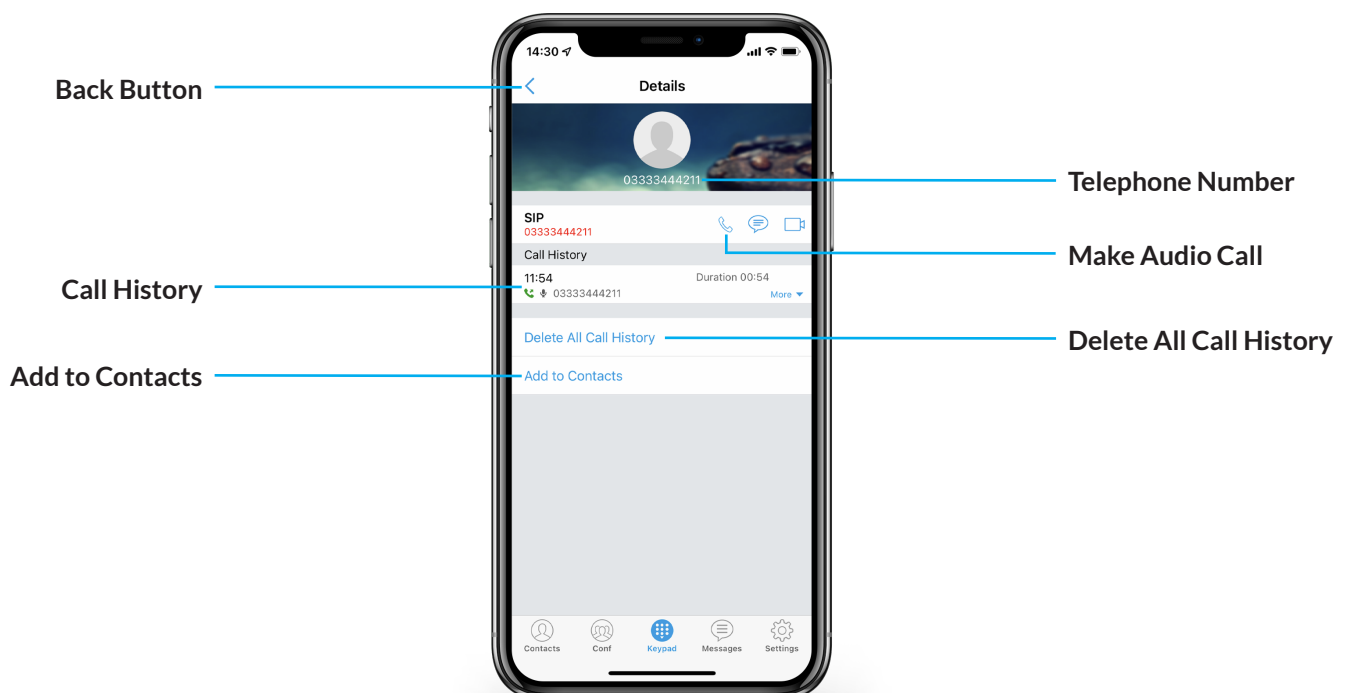 14:30
Back Button
Details
03333444211
Telephone Number
SIP
03333444211
Make Audio Call
Call History
Call History
11:54
Duration 00:54
03333444211
More
Delete All Call History
Delete All Call History
Add to Contacts
Add to Contacts
Contacts
Conf
Keypad
Messages
Settings